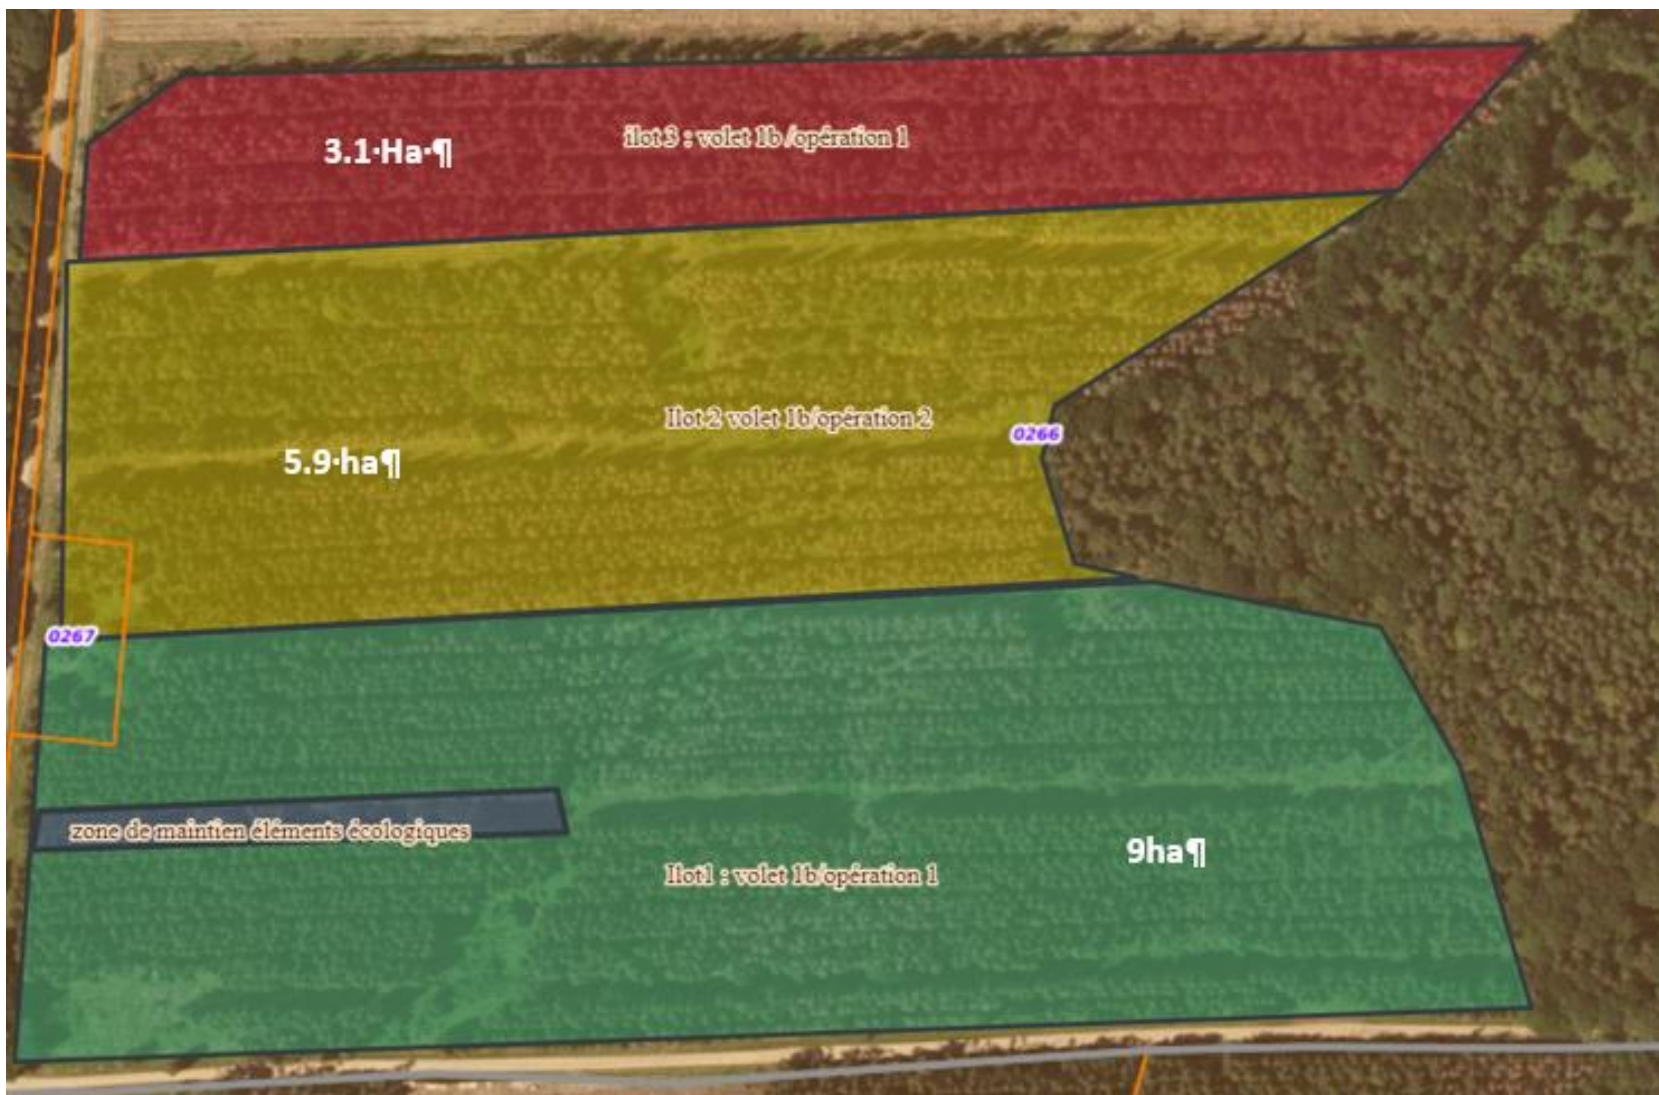 ilot 3 : volet 1b /opération 1
3.1·Ha·¶
Ilot 2 volet 1b/opération 2
0266
5.9·ha¶
0267
zone de maintien éléments écologiques
9ha¶
Ilot1 : volet 1b/opération 1